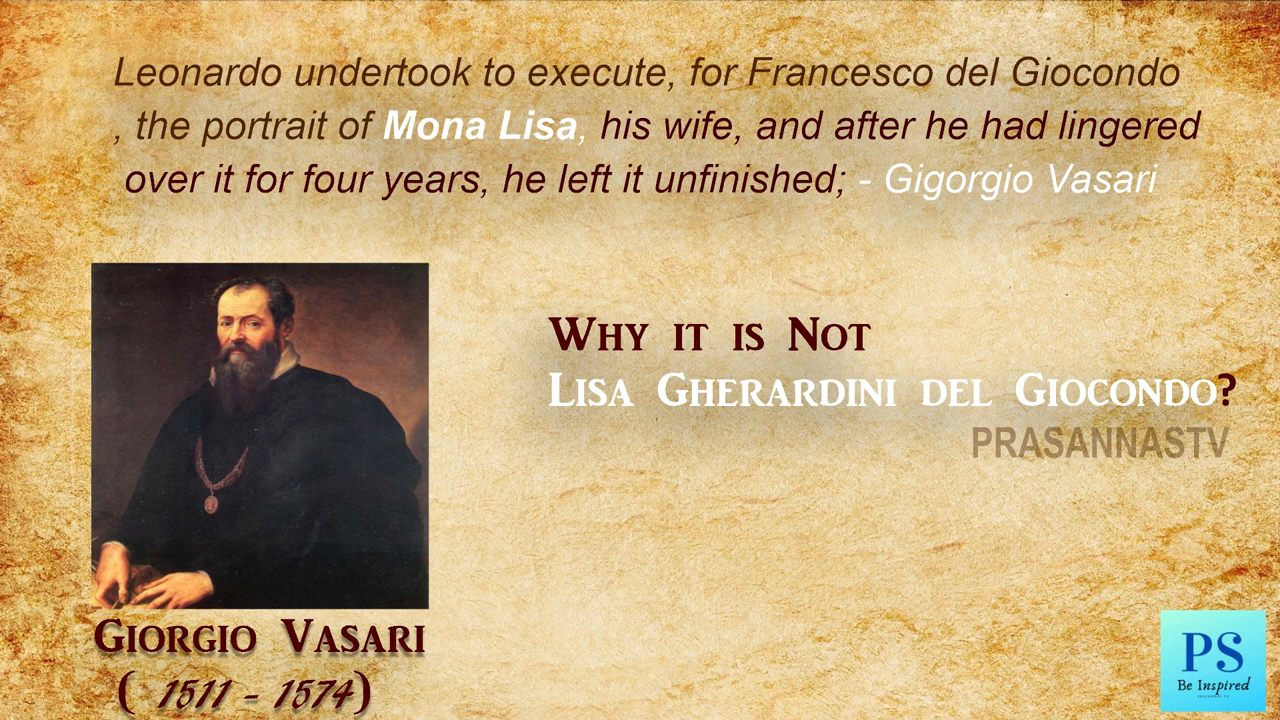 Leonardo undertook to execute, for Francesco del Giocondo
, the portrait of Mona Lisa, his wife, and after he had lingered
over it for four years, he left it unfinished; - Gigorgio Vasari
Why it is Not
Lisa Gherardini del Giocondo?
PRASANNASTV
Giorgio Vasari
( 1511 - 1574)
PS
Be Inspired